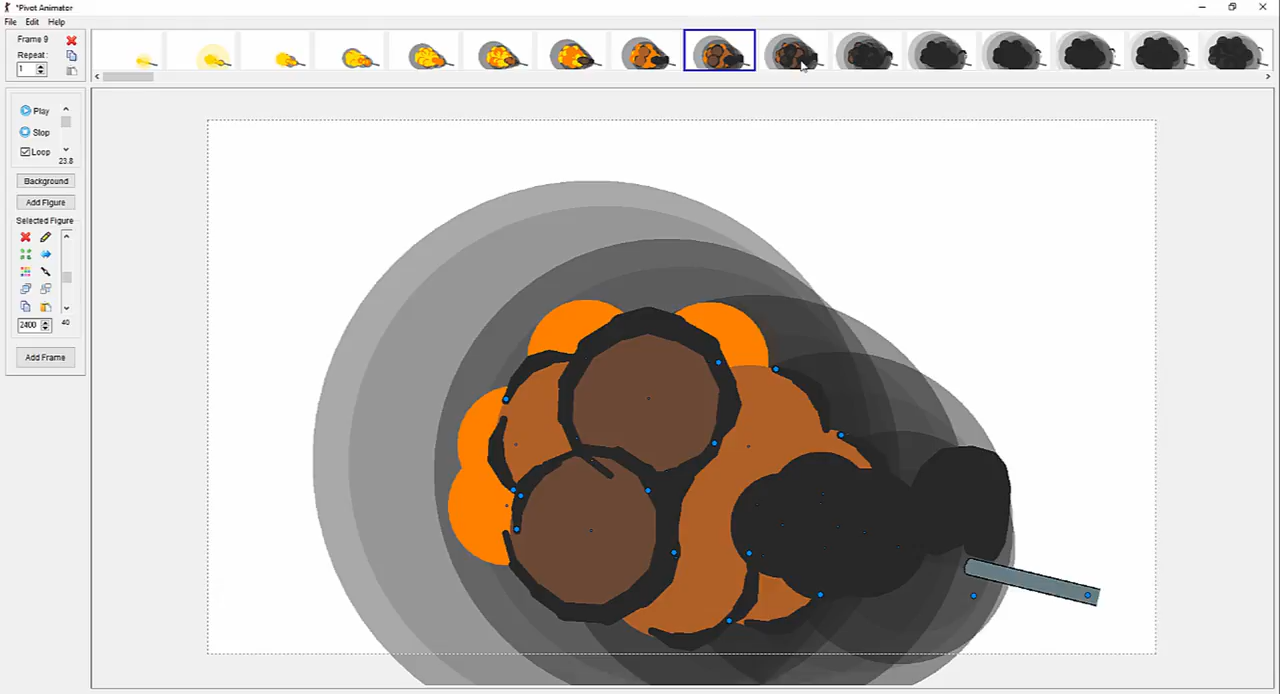 *Pivot Animator
File Edit Help
Frame 9
Repeat:
1
Play
Stop
Loop
23.8
Background
Add Figure
Selected Figure
2400
40
Add Frame